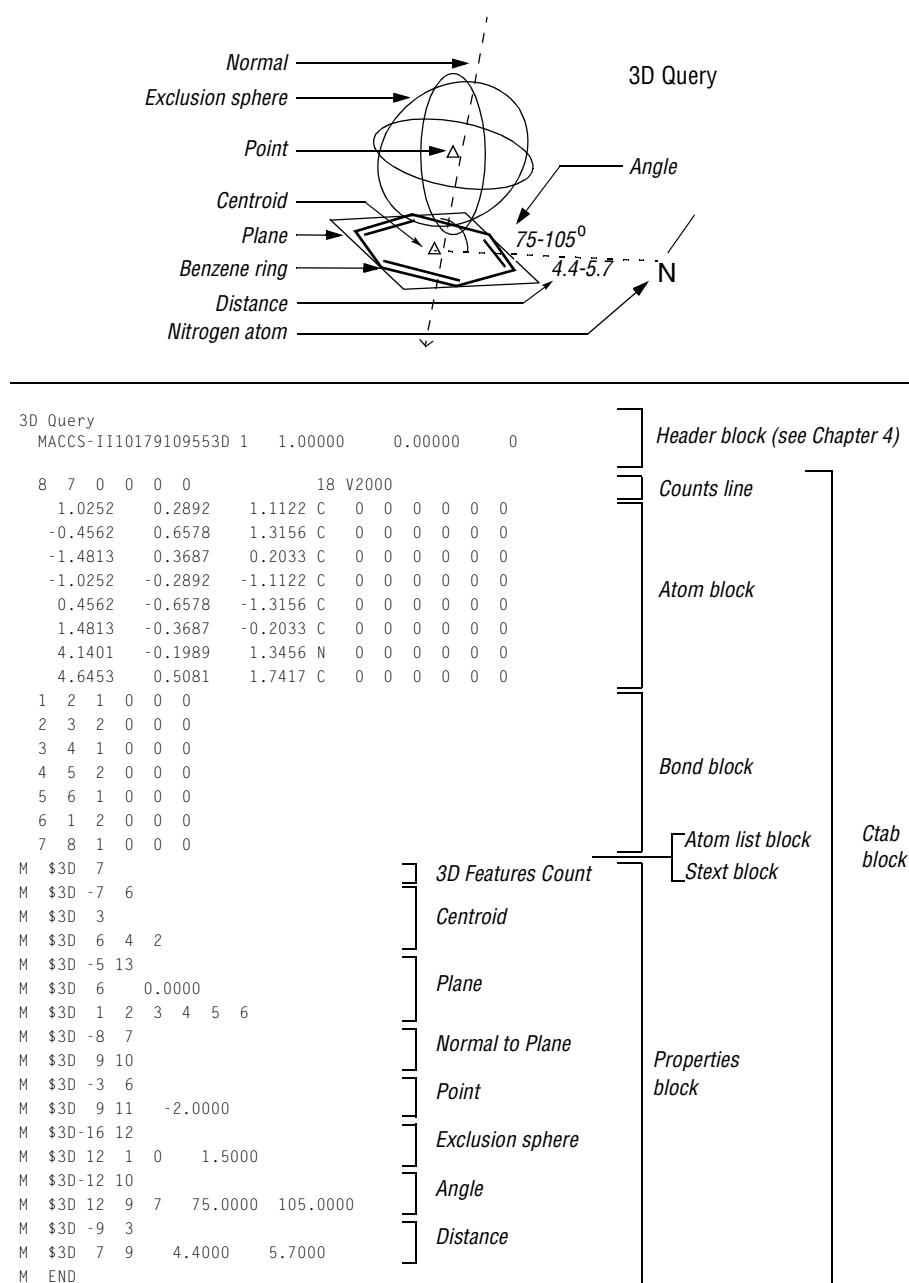 Normal
3D Query
Exclusion sphere
Point
Angle
Centroid
Plane
75-105⁰
Benzene ring
4.4-5.7
N
Distance
Nitrogen atom
3D Query
MACCS-II10179109553D 1   1.00000     0.00000     0
Header block (see Chapter 4)
8  7  0  0  0  0              18 V2000
Counts line
1.0252    0.2892    1.1122 C   0  0  0  0  0  0
-0.4562    0.6578    1.3156 C   0  0  0  0  0  0
-1.4813    0.3687    0.2033 C   0  0  0  0  0  0
-1.0252   -0.2892   -1.1122 C   0  0  0  0  0  0
0.4562   -0.6578   -1.3156 C   0  0  0  0  0  0
1.4813   -0.3687   -0.2033 C   0  0  0  0  0  0
4.1401   -0.1989    1.3456 N   0  0  0  0  0  0
4.6453    0.5081    1.7417 C   0  0  0  0  0  0
Atom block
1  2  1  0  0  0
2  3  2  0  0  0
3  4  1  0  0  0
4  5  2  0  0  0
5  6  1  0  0  0
6  1  2  0  0  0
7  8  1  0  0  0
Bond block
Atom list block
Stext block
Ctab
block
M  $3D  7
3D Features Count
M  $3D -7  6
M  $3D  3
M  $3D  6  4  2
Centroid
M  $3D -5 13
M  $3D  6    0.0000
M  $3D  1  2  3  4  5  6
Plane
M  $3D -8  7
M  $3D  9 10
Normal to Plane
M  $3D -3  6
M  $3D  9 11   -2.0000
Point
M  $3D-16 12
M  $3D 12  1  0    1.5000
Exclusion sphere
M  $3D-12 10
M  $3D 12  9  7   75.0000  105.0000
Angle
M  $3D -9  3
M  $3D  7  9    4.4000    5.7000
Distance
M  END
Properties
block